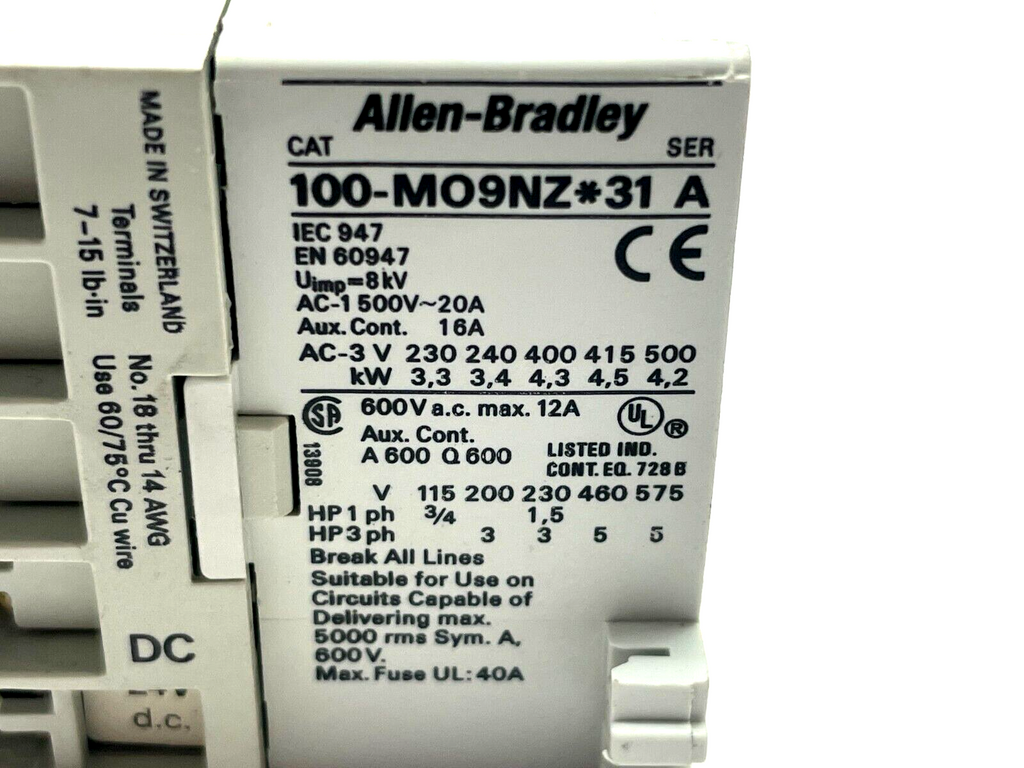 Allen-Bradley
CAT SER
100-MO9NZ*31 A
IEC 947
EN 60947
CE
Uimp=8kV
AC-1 500V~20A
Aux. Cont. 16A
AC-3 V 230 240 400 415 500
kW 3,3 3,4 4,3 4,5 4,2
SA 600V a.c. max. 12A UL ®
Aux. Cont.
A 600 Q 600
13908
LISTED IND.
CONT. EQ. 728 B
V 115 200 230 460 575
HP 1 ph 3/4 1,5
HP 3 ph 3 3 5 5
Break All Lines
Suitable for Use on
Circuits Capable of
Delivering max.
5000 rms Sym. A,
600V.
Max. Fuse UL: 40A
MADE IN SWITZERLAND
Terminals
7-15 lb·in
No. 18 thru 14 AWG
Use 60/75°C Cu wire
DC
d.c.